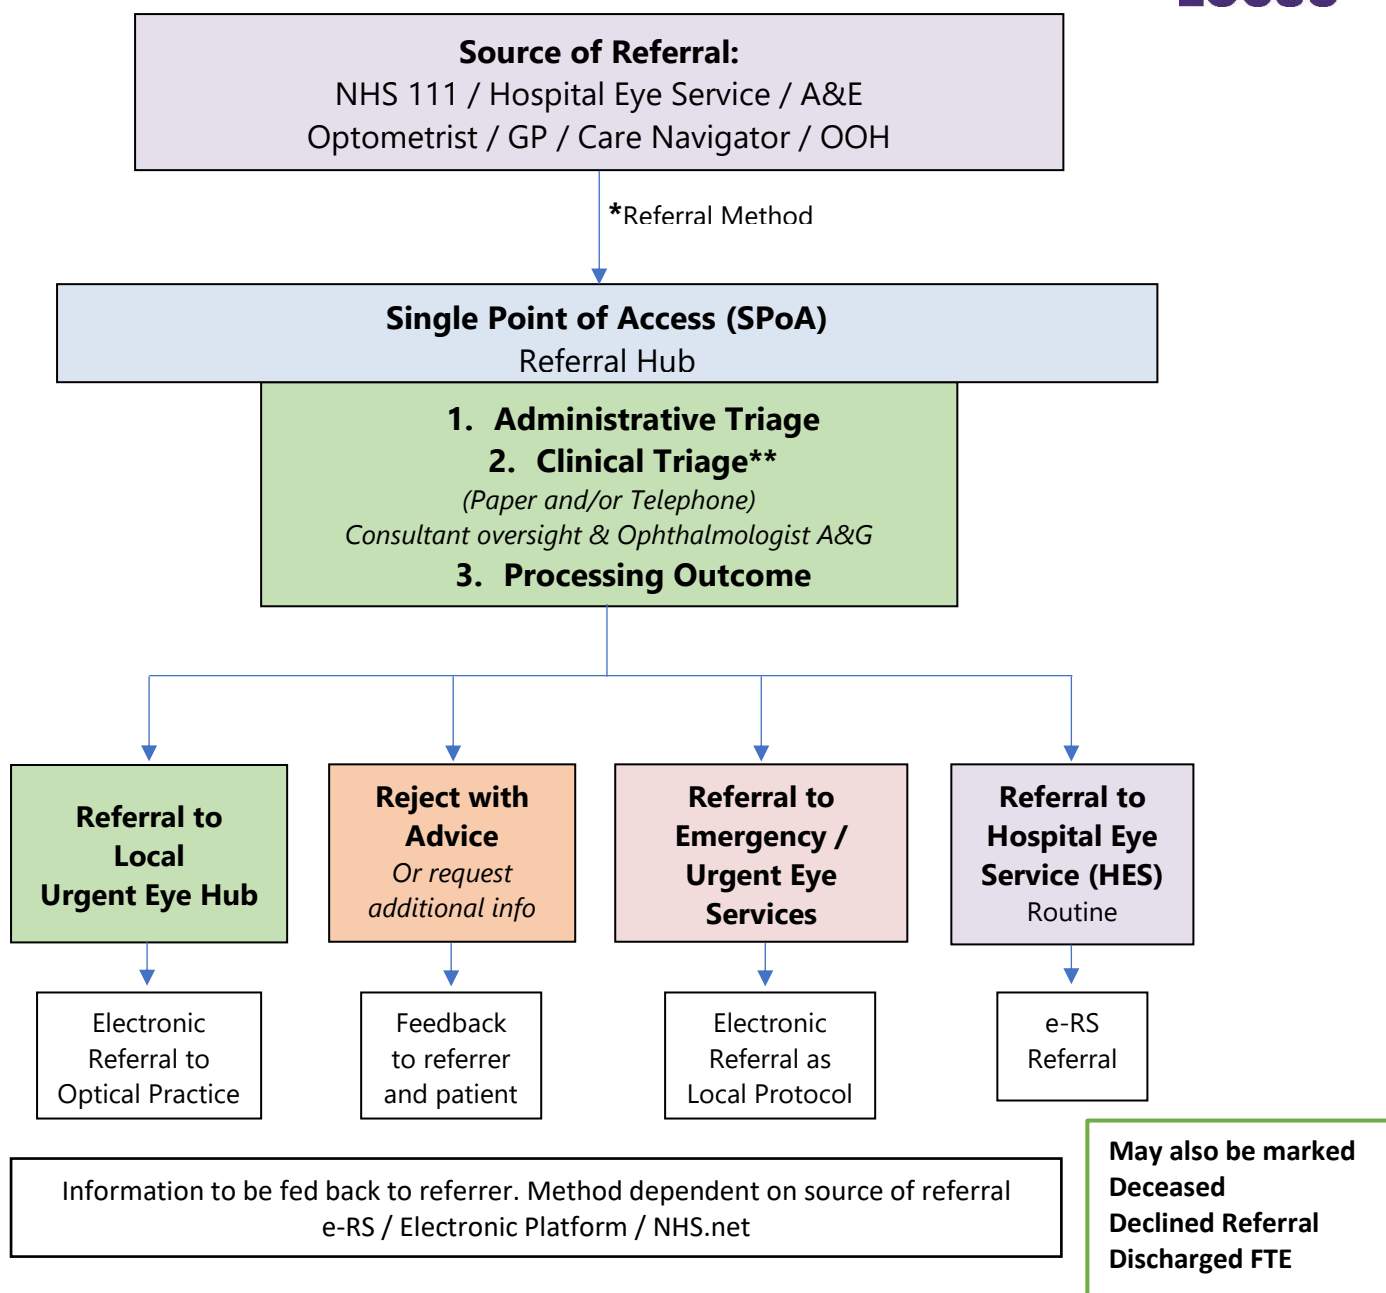 Source of Referral:
NHS 111 / Hospital Eye Service / A&E
Optometrist / GP / Care Navigator / OOH
*Referral Method
Single Point of Access (SPoA)
Referral Hub
1. Administrative Triage
2. Clinical Triage**
(Paper and/or Telephone)
Consultant oversight & Ophthalmologist A&G
3. Processing Outcome
Referral to
Local
Urgent Eye Hub
Reject with
Advice
Or request
additional info
Referral to
Emergency /
Urgent Eye
Services
Referral to
Hospital Eye
Service (HES)
Routine
Electronic
Referral to
Optical Practice
Feedback
to referrer
and patient
Electronic
Referral as
Local Protocol
e-RS
Referral
Information to be fed back to referrer. Method dependent on source of referral
e-RS / Electronic Platform / NHS.net
May also be marked
Deceased
Declined Referral
Discharged FTE